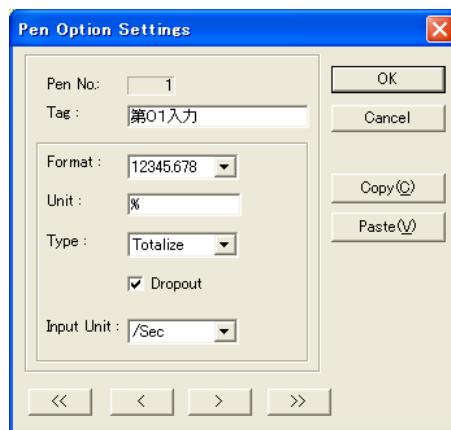 Pen Option Settings
Pen No.: 1
OK
Tag : 第01入力
Cancel
Format : 12345.678
Copy(C)
Unit : %
Paste(V)
Type : Totalize
Dropout
Input Unit : /Sec
<< < > >>